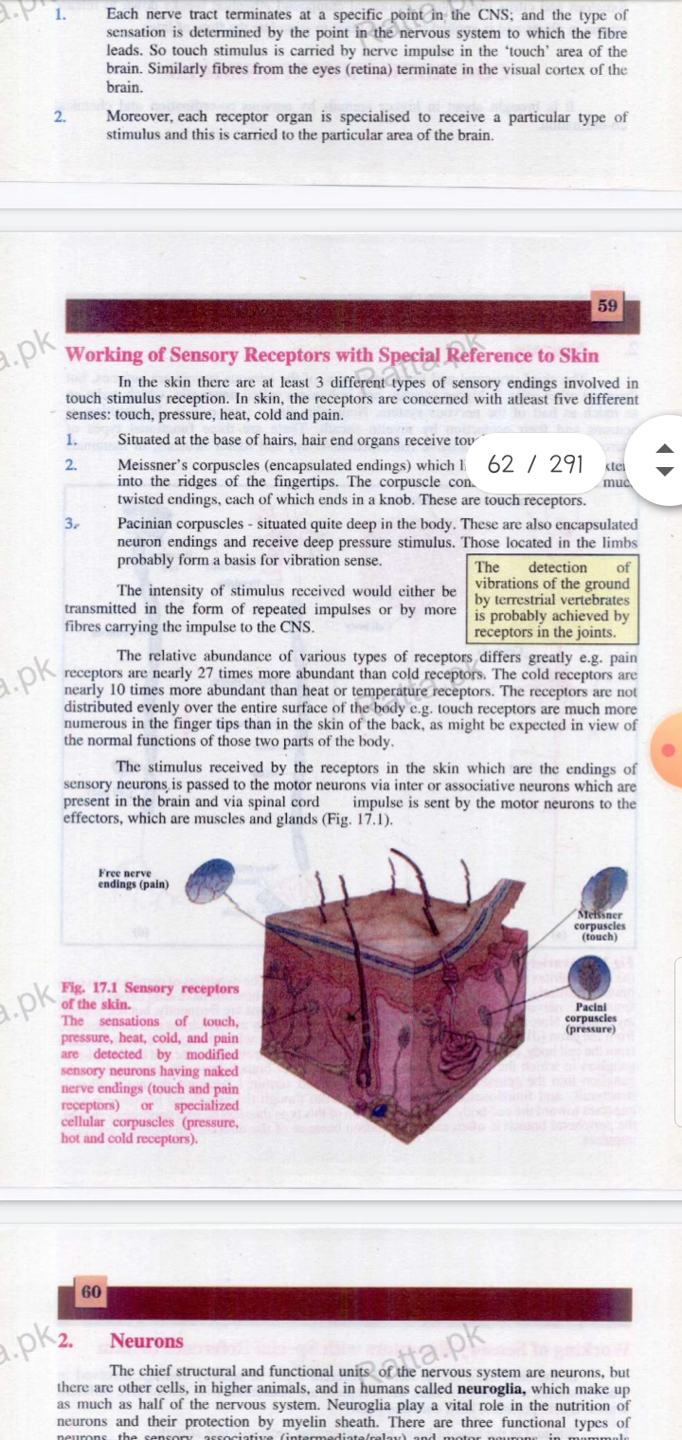 1. Each nerve tract terminates at a specific point in the CNS; and the type of
sensation is determined by the point in the nervous system to which the fibre
leads. So touch stimulus is carried by nerve impulse in the ‘touch’ area of the
brain. Similarly fibres from the eyes (retina) terminate in the visual cortex of the
brain.
2. Moreover, each receptor organ is specialised to receive a particular type of
stimulus and this is carried to the particular area of the brain.
59
Working of Sensory Receptors with Special Reference to Skin
In the skin there are at least 3 different types of sensory endings involved in
touch stimulus reception. In skin, the receptors are concerned with atleast five different
senses: touch, pressure, heat, cold and pain.
1. Situated at the base of hairs, hair end organs receive
2. Meissner’s corpuscles (encapsulated endings) which
62 / 291
into the ridges of the fingertips. The corpuscle
twisted endings, each of which ends in a knob. These are touch receptors.
3. Pacinian corpuscles - situated quite deep in the body. These are also encapsulated
neuron endings and receive deep pressure stimulus. Those located in the limbs
probably form a basis for vibration sense.
The detection of
vibrations of the ground
by terrestrial vertebrates
is probably achieved by
receptors in the joints.
The intensity of stimulus received would either be
transmitted in the form of repeated impulses or by more
fibres carrying the impulse to the CNS.
The relative abundance of various types of receptors differs greatly e.g. pain
receptors are nearly 27 times more abundant than cold receptors. The cold receptors are
nearly 10 times more abundant than heat or temperature receptors. The receptors are not
distributed evenly over the entire surface of the body e.g. touch receptors are much more
numerous in the finger tips than in the skin of the back, as might be expected in view of
the normal functions of those two parts of the body.
The stimulus received by the receptors in the skin which are the endings of
sensory neurons is passed to the motor neurons via inter or associative neurons which are
present in the brain and via spinal cord impulse is sent by the motor neurons to the
effectors, which are muscles and glands (Fig. 17.1).
Free nerve
endings (pain)
Meissner
corpuscles
(touch)
Pacini
corpuscles
(pressure)
Fig. 17.1 Sensory receptors
of the skin.
The sensations of touch,
pressure, heat, cold, and pain
are detected by modified
sensory neurons having naked
nerve endings (touch and pain
receptors) or specialized
cellular corpuscles (pressure,
hot and cold receptors).
60
2. Neurons
The chief structural and functional units of the nervous system are neurons, but
there are other cells, in higher animals, and in humans called neuroglia, which make up
as much as half of the nervous system. Neuroglia play a vital role in the nutrition of
neurons and their protection by myelin sheath. There are three functional types of
neurons, the sensory, associative (intermediate/relay) and motor neurons, in mammals
Ratta.pk